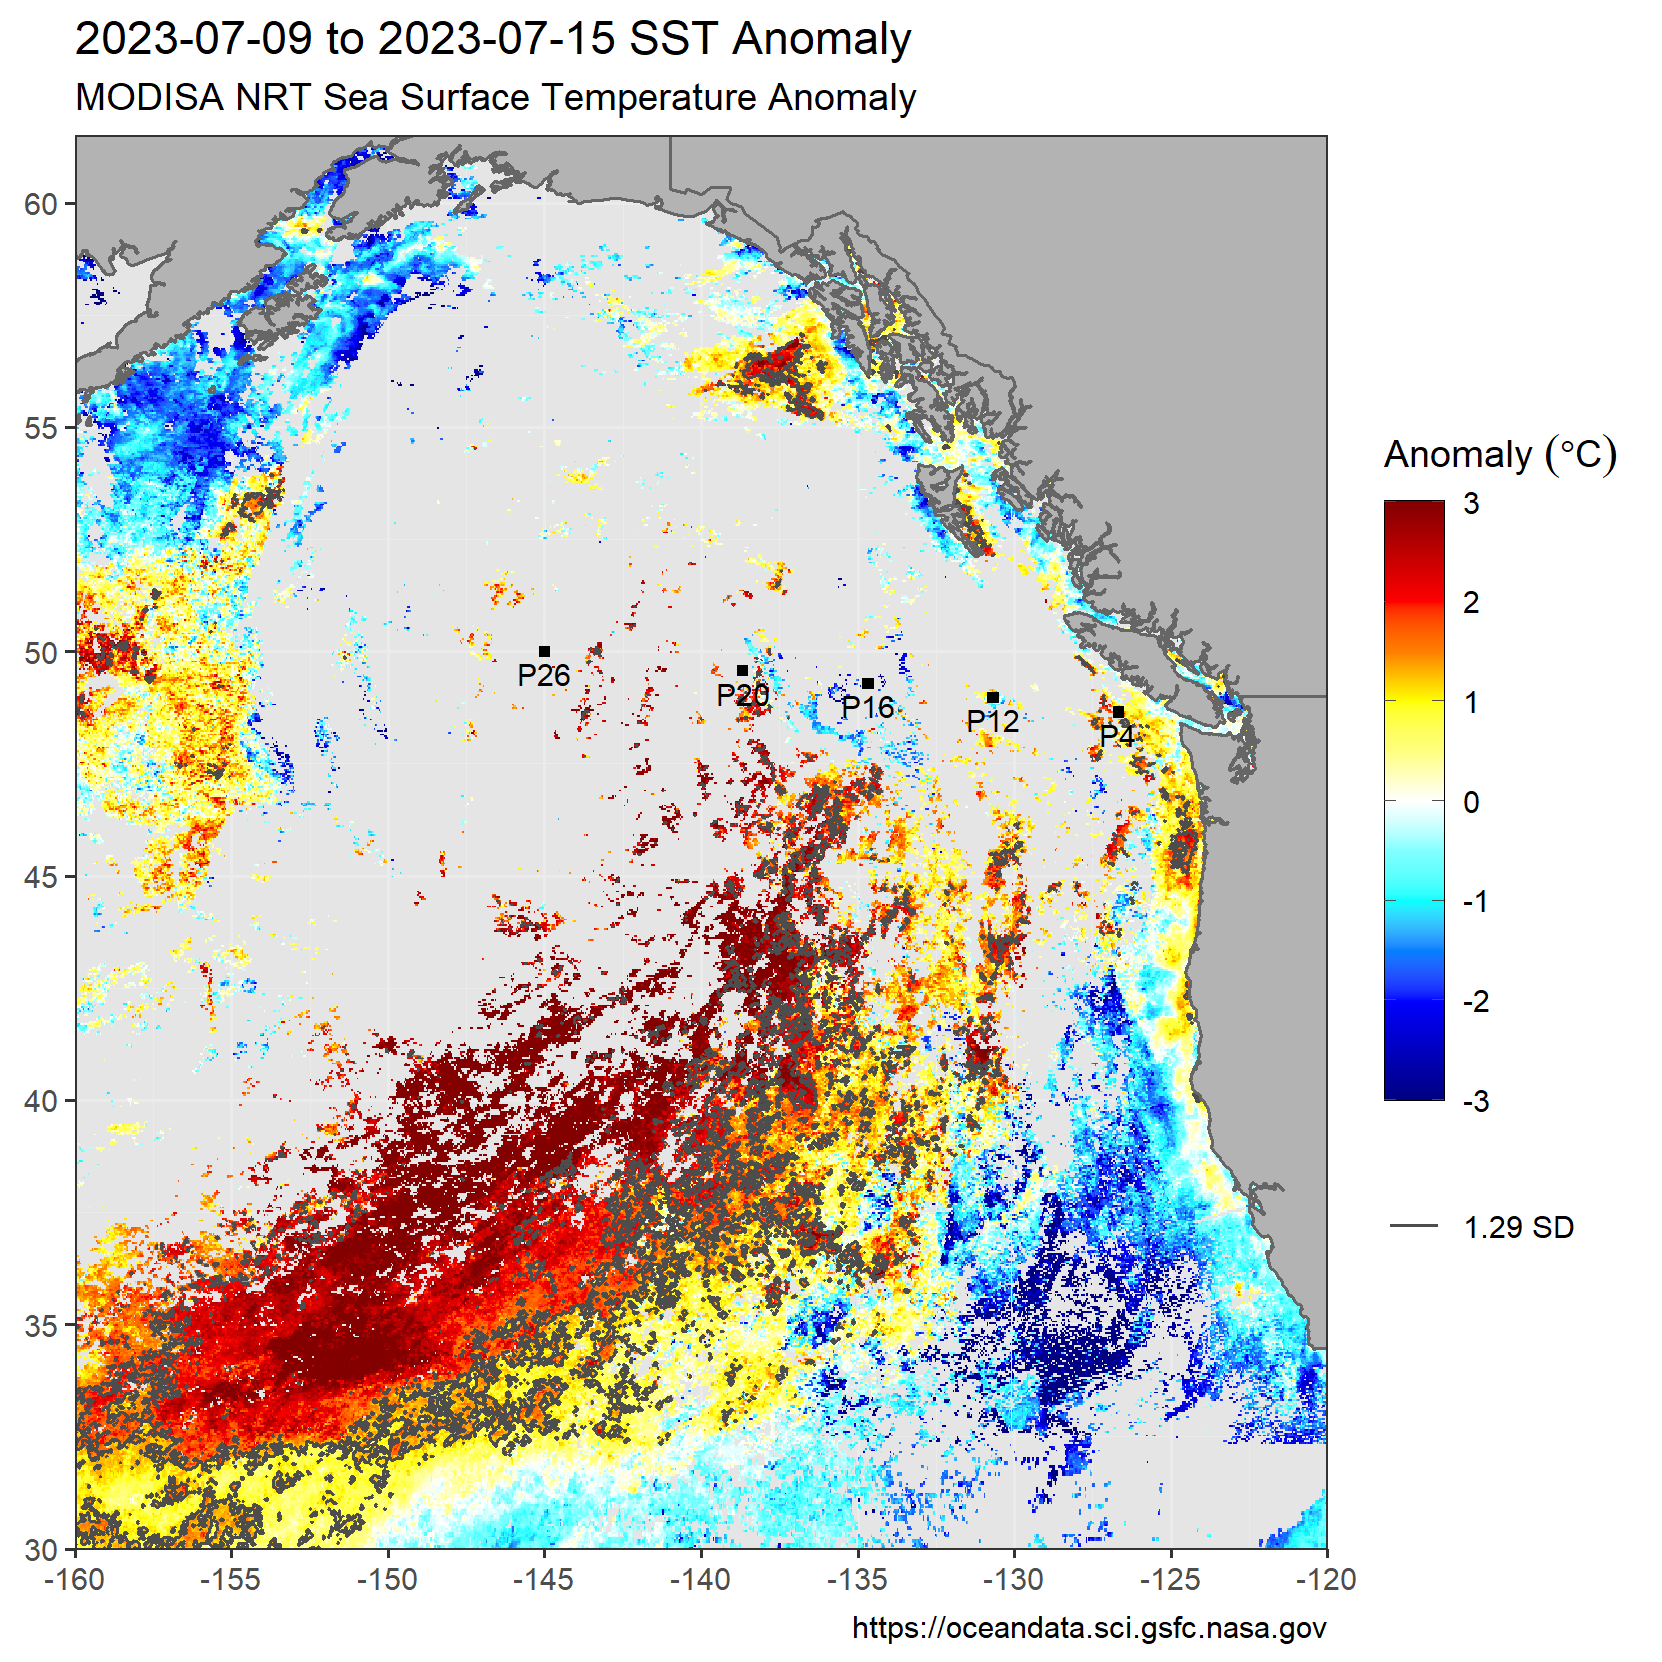 2023-07-09 to 2023-07-15 SST Anomaly
MODISA NRT Sea Surface Temperature Anomaly
60
55
50
45
40
35
30
-160
-155
-150
-145
-140
-135
-130
-125
-120
P26
P20
P16
P12
P4
Anomaly (°C)
3
2
1
0
-1
-2
-3
1.29 SD
https://oceandata.sci.gsfc.nasa.gov